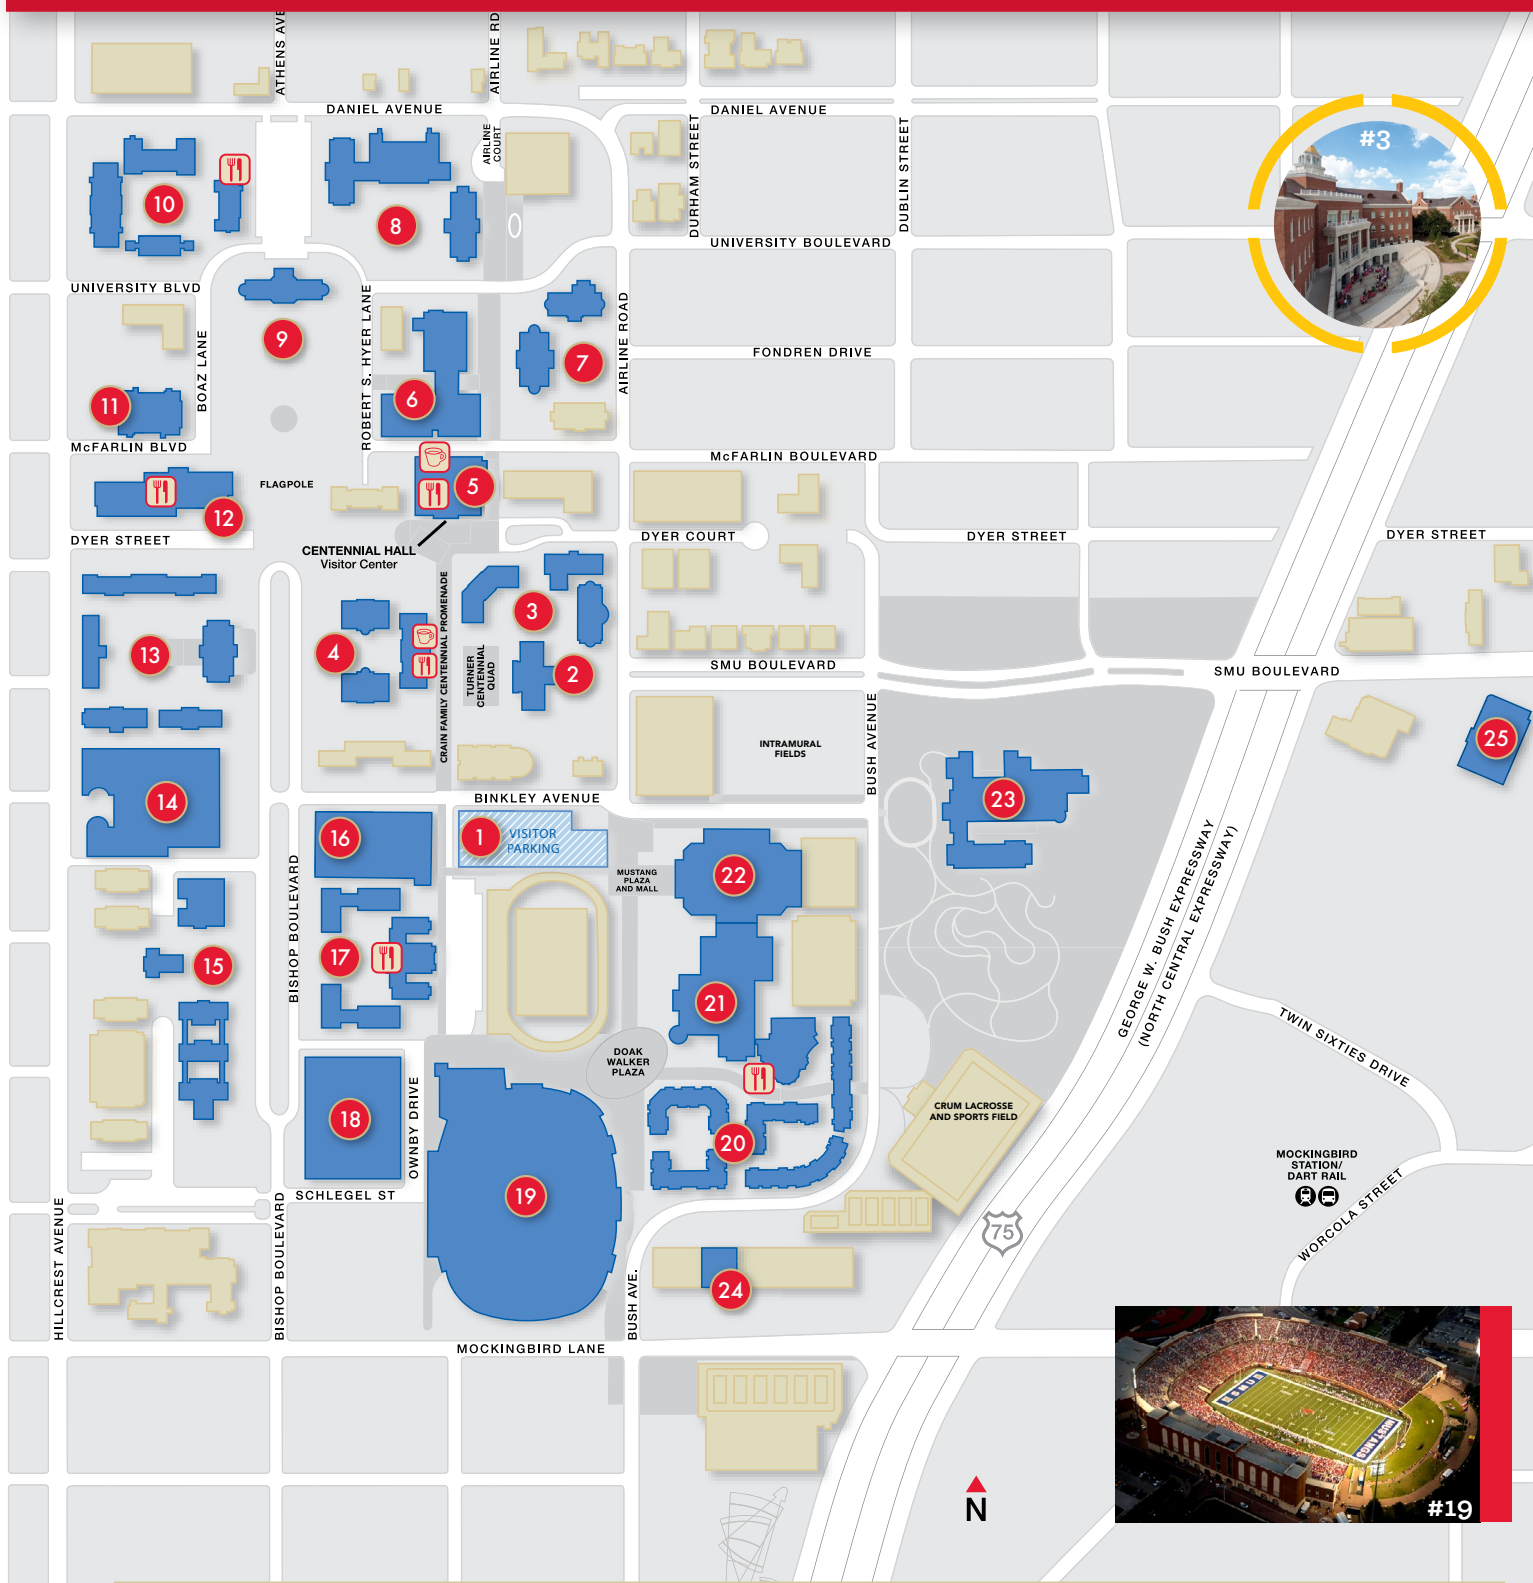 ATHENS AVE
AIRLINE RD
DANIEL AVENUE
DANIEL AVENUE
AIRLINE
COURT
DURHAM STREET
DUBLIN STREET
#3
10
8
UNIVERSITY BOULEVARD
UNIVERSITY BLVD
9
BOAZ LANE
ROBERT S. HYER LANE
7
AIRLINE ROAD
FONDREN DRIVE
11
6
McFARLIN BLVD
McFARLIN BOULEVARD
FLAGPOLE
5
12
DYER STREET
DYER COURT
DYER STREET
DYER STREET
CENTENNIAL HALL
Visitor Center
CRAIN FAMILY CENTENNIAL PROMENADE
3
4
13
TURNER
CENTENNIAL
QUAD
2
SMU BOULEVARD
SMU BOULEVARD
INTRAMURAL
FIELDS
BUSH AVENUE
25
14
BINKLEY AVENUE
23
16
1
VISITOR
PARKING
GEORGE W. BUSH EXPRESSWAY
(NORTH CENTRAL EXPRESSWAY)
MUSTANG
PLAZA
AND MALL
22
BISHOP BOULEVARD
17
15
21
TWIN SIXTIES DRIVE
DOAK
WALKER
PLAZA
18
OWNBY DRIVE
CRUM LACROSSE
AND SPORTS FIELD
20
MOCKINGBIRD
STATION/
DART RAIL
19
SCHLEGEL ST
HILLCREST AVENUE
BISHOP BOULEVARD
75
WORCOLA STREET
24
BUSH AVE.
MOCKINGBIRD LANE
MUSTANGS
#19
N